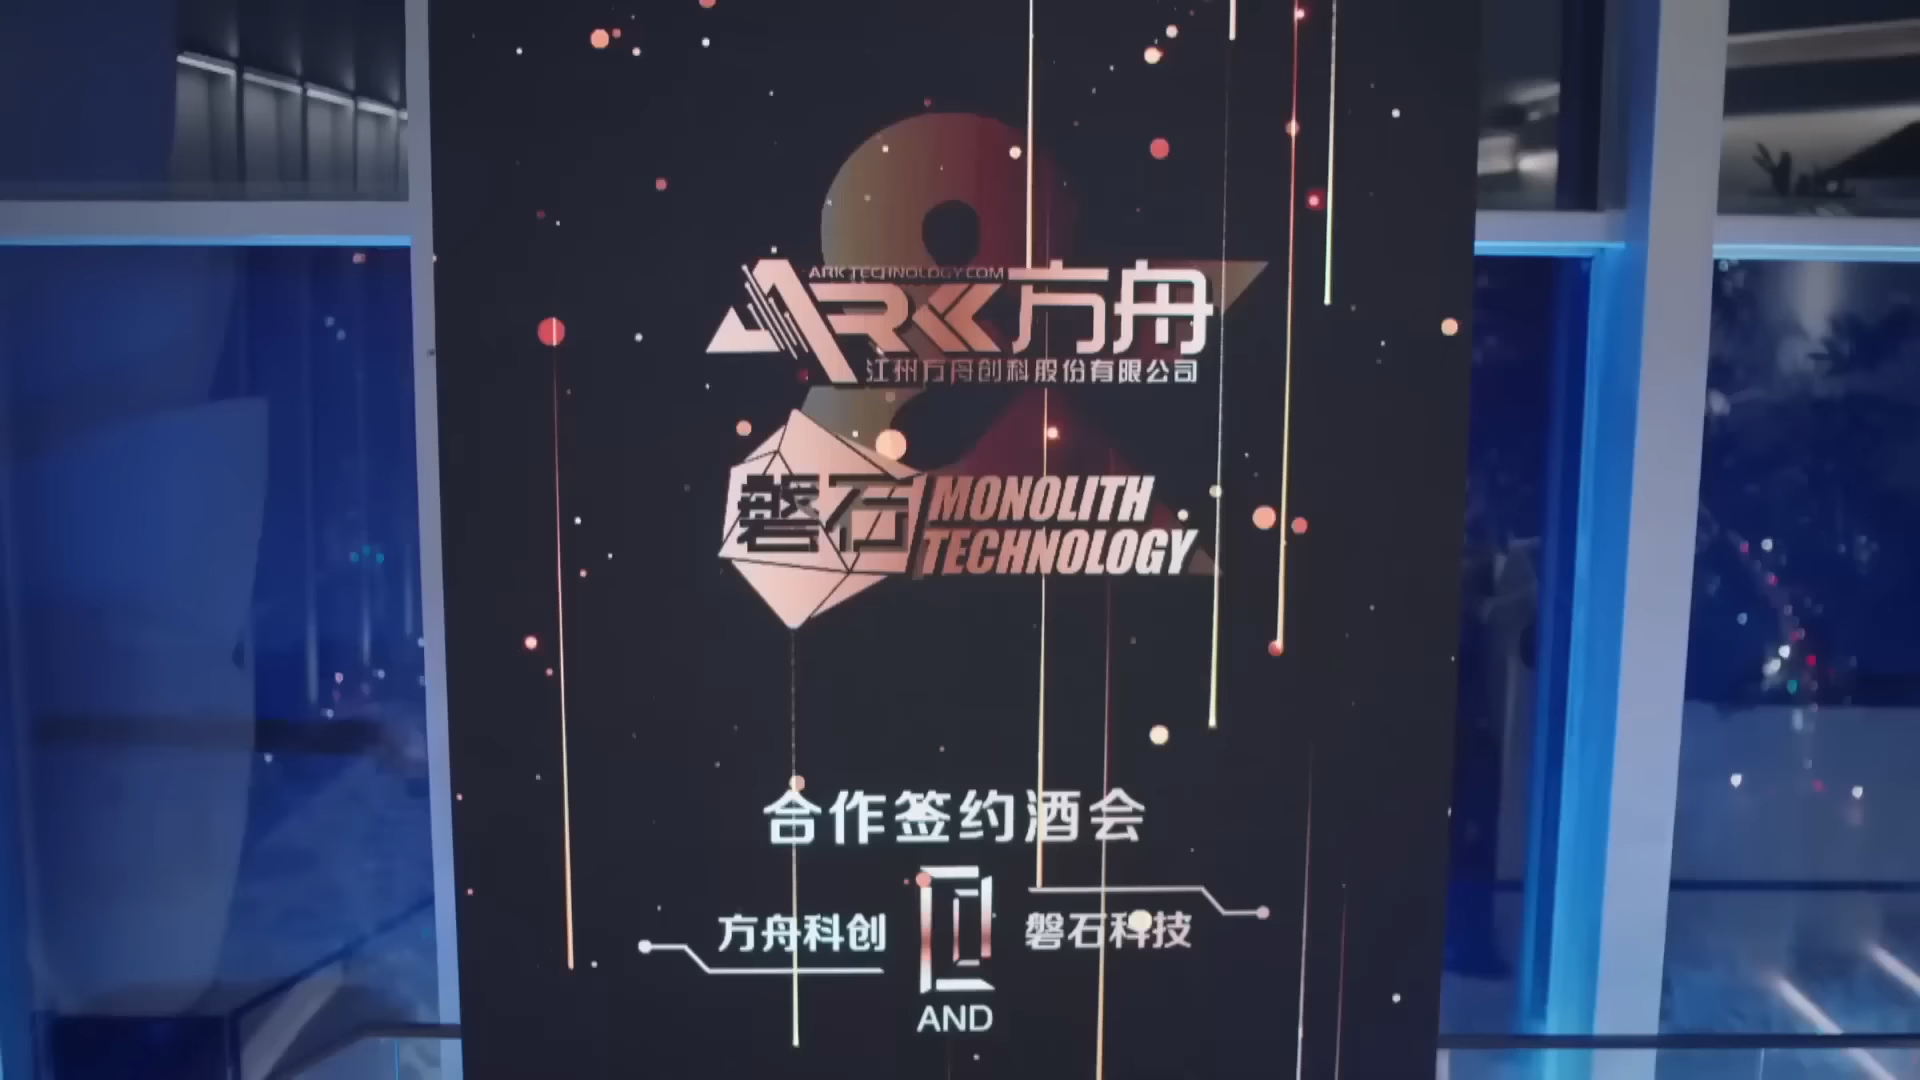 ARK TECHNOLOGY.COM
ARK方舟
江州方舟创科股份有限公司
磐石 MONOLITH
TECHNOLOGY
合作签约酒会
方舟科创 和 磐石科技
AND